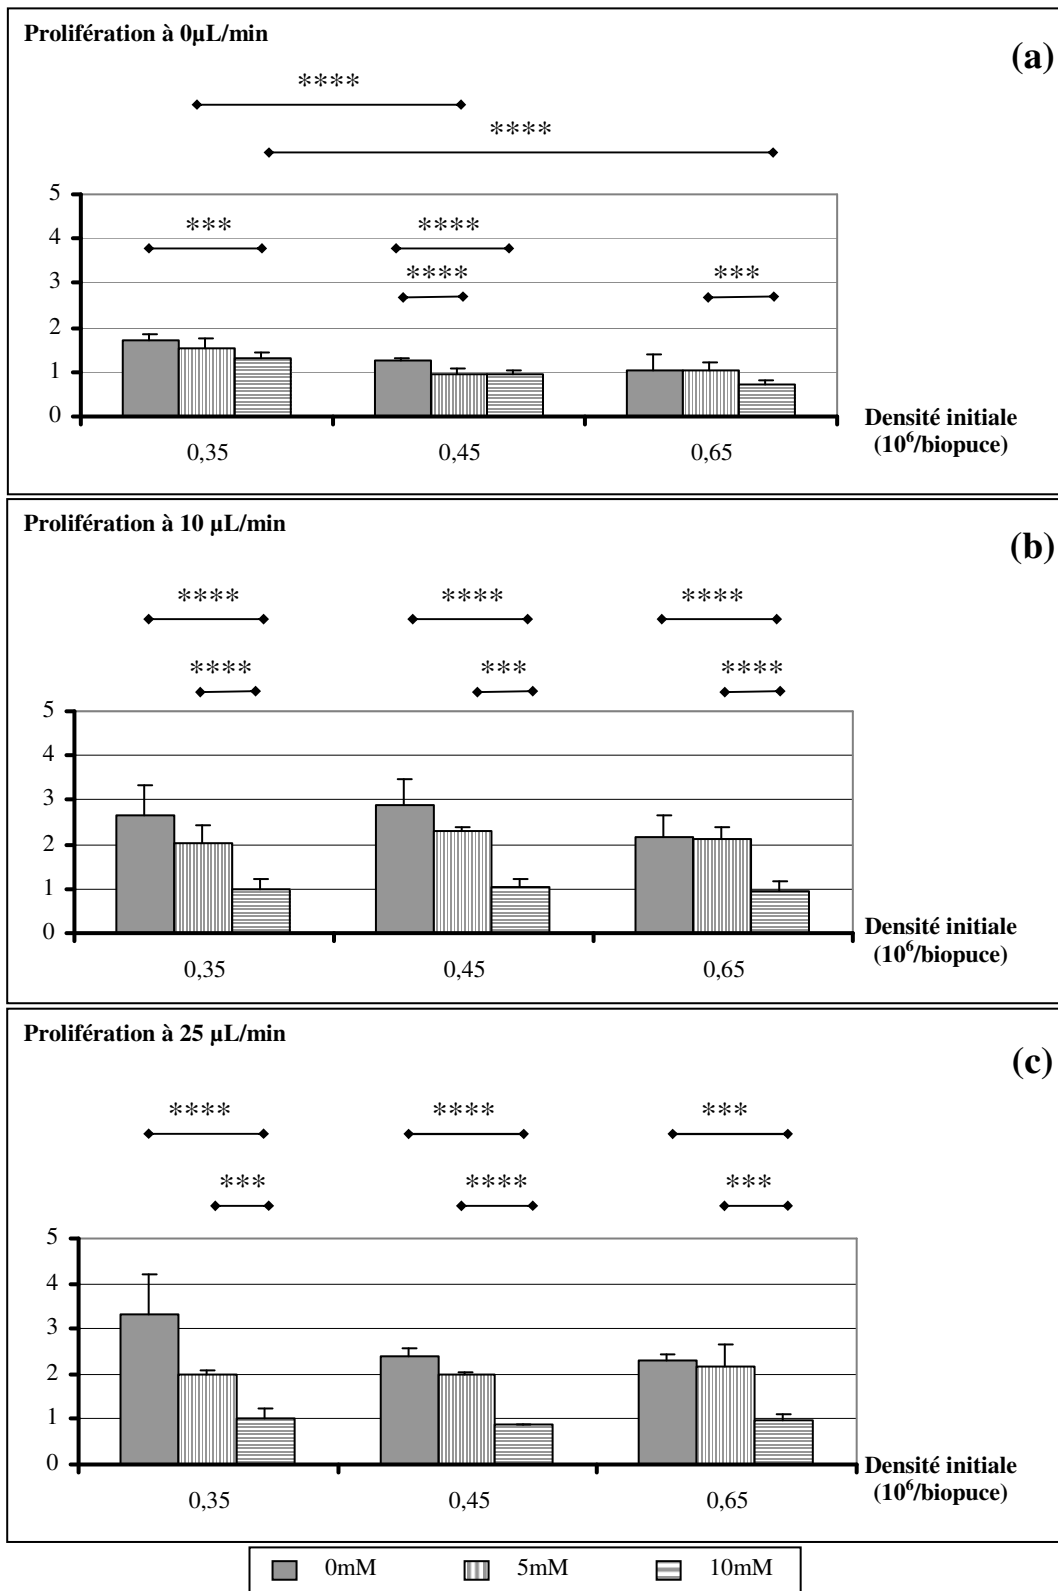 Prolifération à 0µL/min
(a)
****
****
5
*** ****
4
**** ***
3
2
1
0
Densité initiale
(10⁶/biopuce)
0,35 0,45 0,65
Prolifération à 10 µL/min
(b)
**** **** ****
**** *** ****
5
4
3
2
1
0
Densité initiale
(10⁶/biopuce)
0,35 0,45 0,65
Prolifération à 25 µL/min
(c)
**** **** ***
*** **** ***
5
4
3
2
1
0
Densité initiale
(10⁶/biopuce)
0,35 0,45 0,65
0mM 5mM 10mM